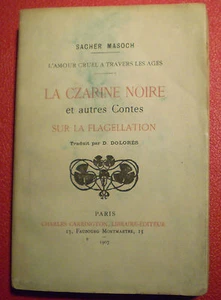 SACHER MASOCH
L'AMOUR CRUEL A TRAVERS LES AGES
LA CZARINE NOIRE
et autres Contes
SUR LA FLAGELLATION
Traduit par D. DOLORÈS
PARIS
CHARLES CARRINGTON, LIBRAIRE-ÉDITEUR
13, FAUBOURG MONTMARTRE, 13
1907